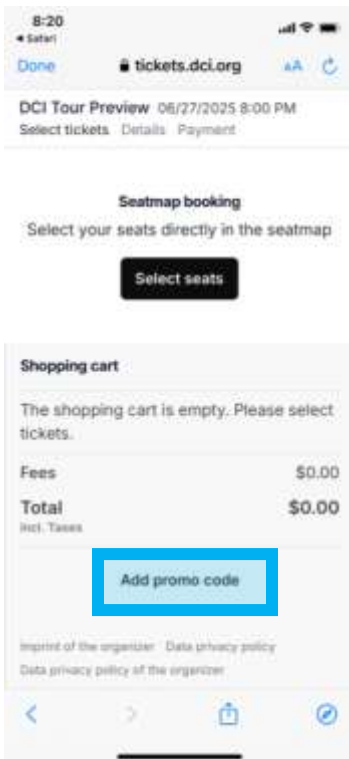 8:20
◂ Safari
Done
tickets.dci.org
AA
DCI Tour Preview 06/27/2025 8:00 PM
Select tickets Details Payment
Seatmap booking
Select your seats directly in the seatmap
Select seats
Shopping cart
The shopping cart is empty. Please select
tickets.
Fees $0.00
Total $0.00
Incl. Taxes
Add promo code
Imprint of the organizer Data privacy policy
Data privacy policy of the organizer